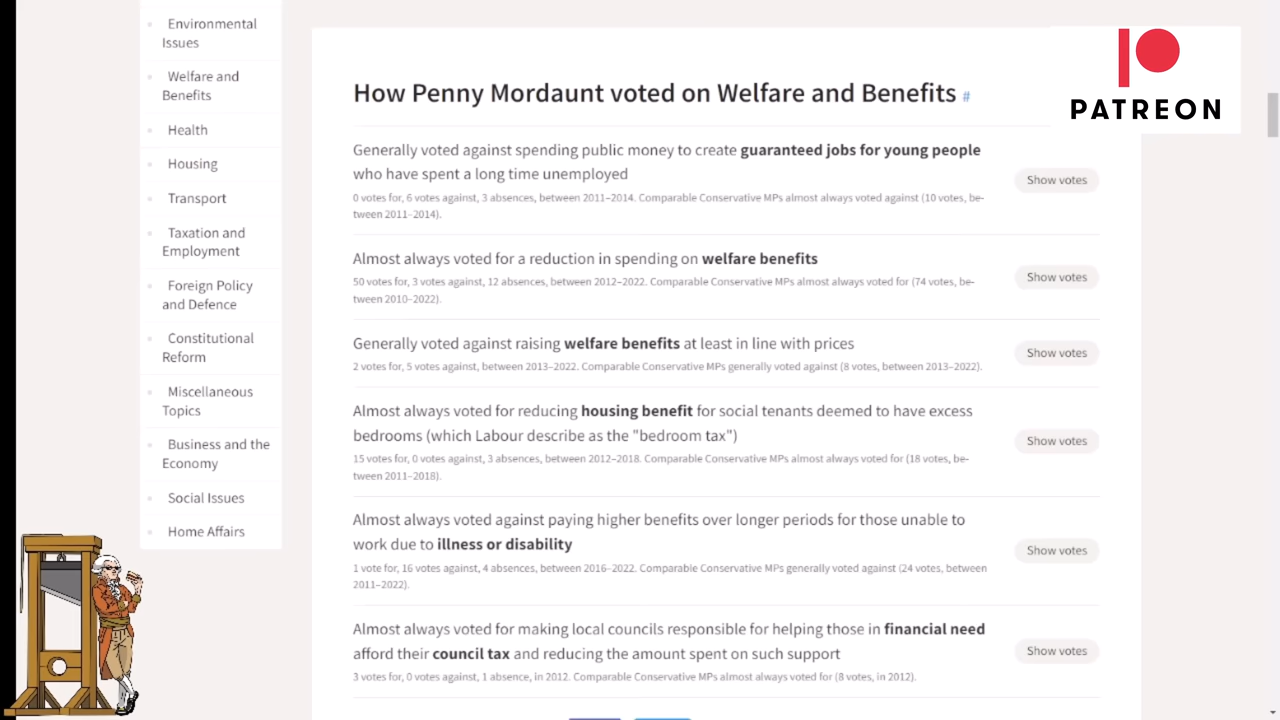 Environmental
Issues
Welfare and
Benefits
Health
Housing
Transport
Taxation and
Employment
Foreign Policy
and Defence
Constitutional
Reform
Miscellaneous
Topics
Business and the
Economy
Social Issues
Home Affairs
PATREON
How Penny Mordaunt voted on Welfare and Benefits #
Generally voted against spending public money to create guaranteed jobs for young people
who have spent a long time unemployed
0 votes for, 6 votes against, 3 absences, between 2011–2014. Comparable Conservative MPs almost always voted against (10 votes, be-
tween 2011–2014).
Show votes
Almost always voted for a reduction in spending on welfare benefits
50 votes for, 3 votes against, 12 absences, between 2012–2022. Comparable Conservative MPs almost always voted for (74 votes, be-
tween 2010–2022).
Show votes
Generally voted against raising welfare benefits at least in line with prices
2 votes for, 5 votes against, between 2013–2022. Comparable Conservative MPs generally voted against (8 votes, between 2013–2022).
Show votes
Almost always voted for reducing housing benefit for social tenants deemed to have excess
bedrooms (which Labour describe as the "bedroom tax")
15 votes for, 0 votes against, 3 absences, between 2012–2018. Comparable Conservative MPs almost always voted for (18 votes, be-
tween 2011–2018).
Show votes
Almost always voted against paying higher benefits over longer periods for those unable to
work due to illness or disability
1 vote for, 16 votes against, 4 absences, between 2016–2022. Comparable Conservative MPs generally voted against (24 votes, between
2011–2022).
Show votes
Almost always voted for making local councils responsible for helping those in financial need
afford their council tax and reducing the amount spent on such support
3 votes for, 0 votes against, 1 absence, in 2012. Comparable Conservative MPs almost always voted for (8 votes, in 2012).
Show votes